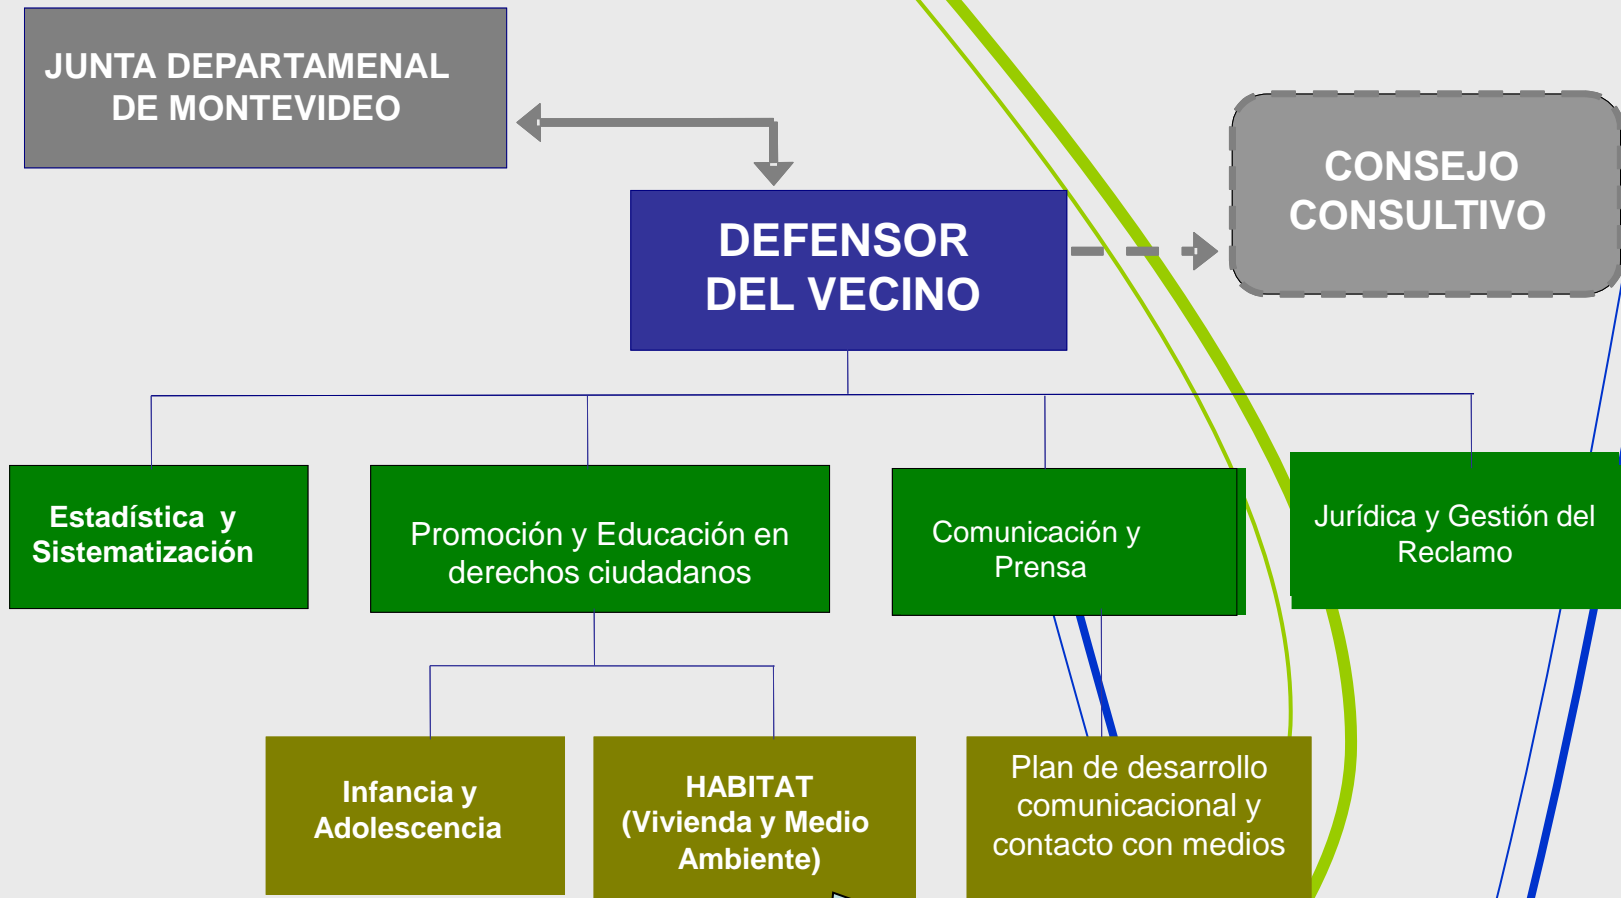 JUNTA DEPARTAMENAL
DE MONTEVIDEO
CONSEJO
CONSULTIVO
DEFENSOR
DEL VECINO
Estadística y
Sistematización
Promoción y Educación en
derechos ciudadanos
Comunicación y
Prensa
Jurídica y Gestión del
Reclamo
Infancia y
Adolescencia
HABITAT
(Vivienda y Medio
Ambiente)
Plan de desarrollo
comunicacional y
contacto con medios